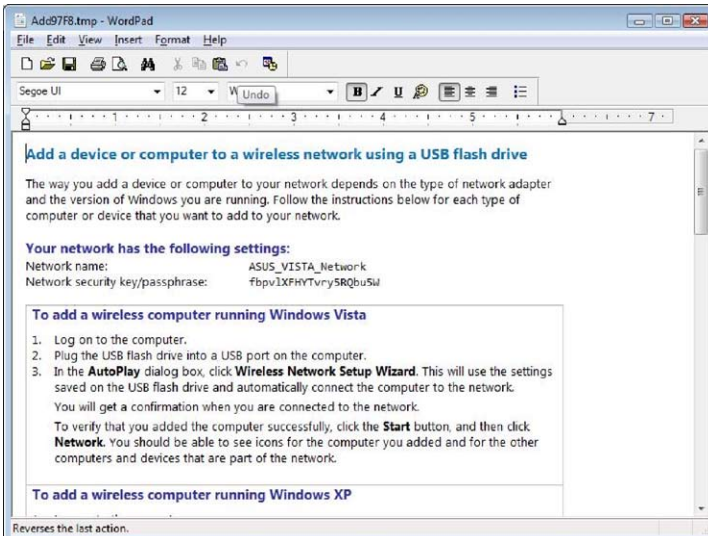 Add97F8.tmp - WordPad
File Edit View Insert Format Help
Segoe UI 12 W
Undo
1 2 3 4 5 7
Add a device or computer to a wireless network using a USB flash drive
The way you add a device or computer to your network depends on the type of network adapter
and the version of Windows you are running. Follow the instructions below for each type of
computer or device that you want to add to your network.
Your network has the following settings:
Network name: ASUS_VISTA_Network
Network security key/passphrase: fbpvlXFHYTvry5RQbu5W
To add a wireless computer running Windows Vista
1. Log on to the computer.
2. Plug the USB flash drive into a USB port on the computer.
3. In the AutoPlay dialog box, click Wireless Network Setup Wizard. This will use the settings
saved on the USB flash drive and automatically connect the computer to the network.
You will get a confirmation when you are connected to the network.
To verify that you added the computer successfully, click the Start button, and then click
Network. You should be able to see icons for the computer you added and for the other
computers and devices that are part of the network.
To add a wireless computer running Windows XP
Reverses the last action.